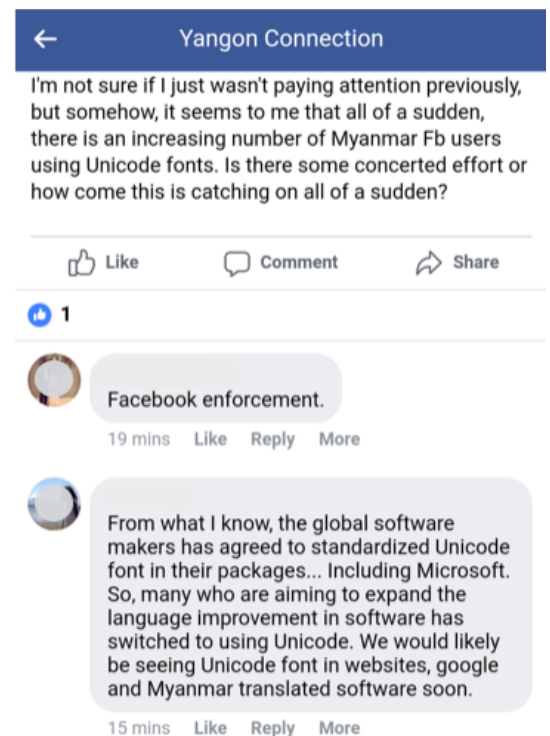 Yangon Connection
I'm not sure if I just wasn't paying attention previously,
but somehow, it seems to me that all of a sudden,
there is an increasing number of Myanmar Fb users
using Unicode fonts. Is there some concerted effort or
how come this is catching on all of a sudden?
Like Comment Share
1
Facebook enforcement.
19 mins Like Reply More
From what I know, the global software
makers has agreed to standardized Unicode
font in their packages... Including Microsoft.
So, many who are aiming to expand the
language improvement in software has
switched to using Unicode. We would likely
be seeing Unicode font in websites, google
and Myanmar translated software soon.
15 mins Like Reply More